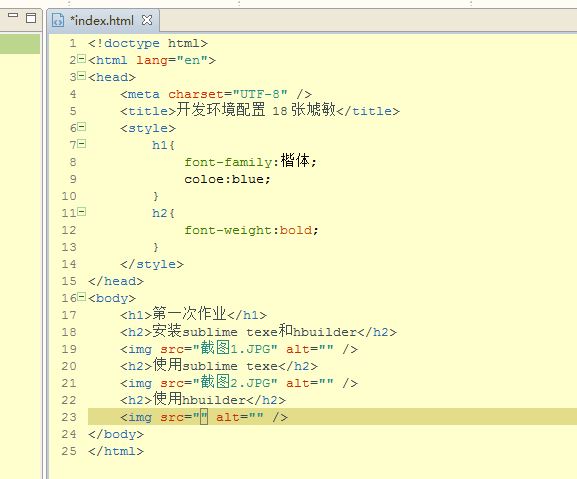 *index.html
1 <!doctype html>
2 <html lang="en">
3 <head>
4 <meta charset="UTF-8" />
5 <title>开发环境配置 18张虓敏</title>
6 <style>
7 h1{
8 font-family:楷体;
9 coloe:blue;
10 }
11 h2{
12 font-weight:bold;
13 }
14 </style>
15 </head>
16 <body>
17 <h1>第一次作业</h1>
18 <h2>安装sublime texe和hbuilder</h2>
19 <img src="截图1.JPG" alt="" />
20 <h2>使用sublime texe</h2>
21 <img src="截图2.JPG" alt="" />
22 <h2>使用hbuilder</h2>
23 <img src="" alt="" />
24 </body>
25 </html>